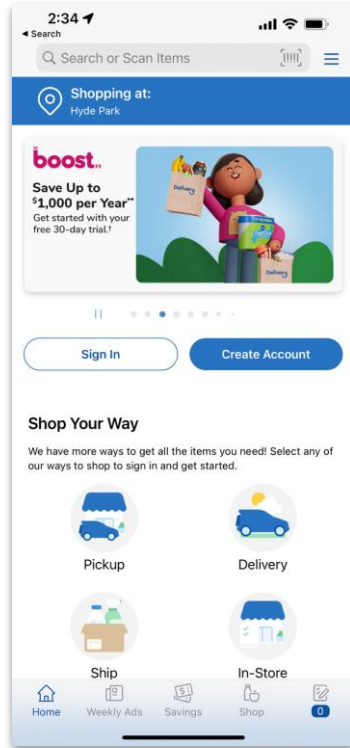 2:34
◀ Search
Search or Scan Items
Shopping at:
Hyde Park
boost»
Save Up to
$1,000 per Year**
Get started with your
free 30-day trial.†
Delivery
Delivery
Sign In
Create Account
Shop Your Way
We have more ways to get all the items you need! Select any of
our ways to shop to sign in and get started.
Pickup
Delivery
Ship
In-Store
Home
Weekly Ads
Savings
Shop
0